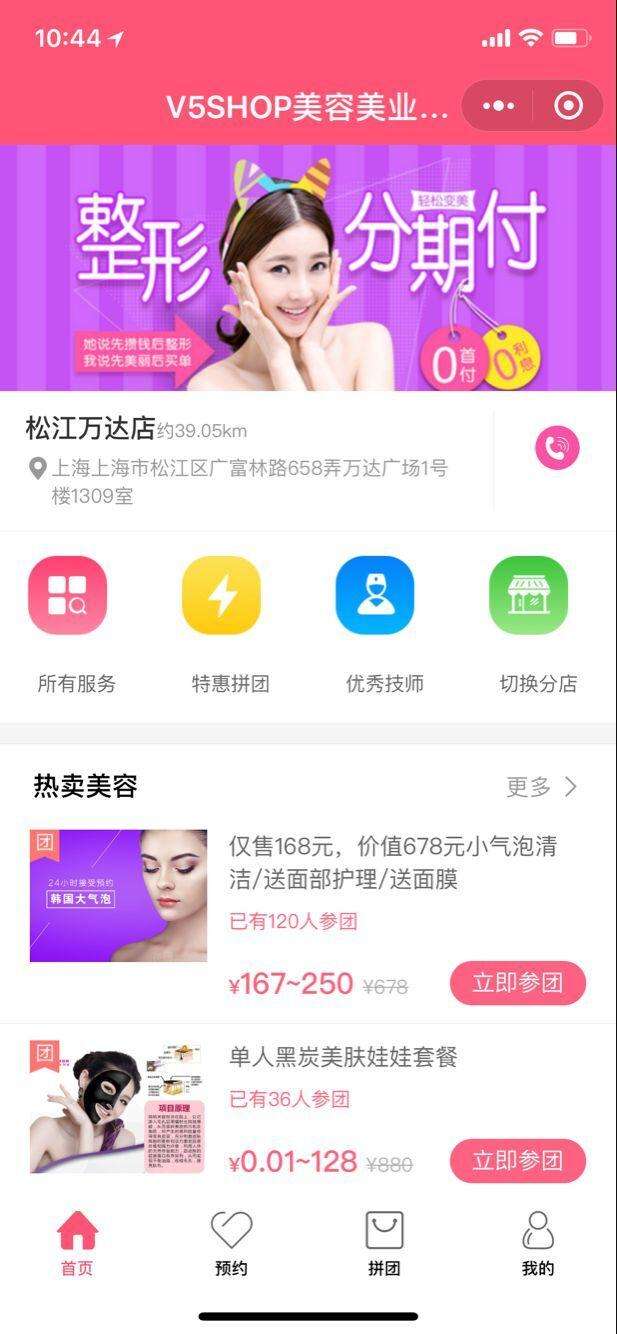 10:44
V5SHOP美容美业...
整形
轻松变美
分期付
她说先攒钱后整形
我说先美丽后买单
0首付
0利息
松江万达店约39.05km
上海上海市松江区广富林路658弄万达广场1号
楼1309室
所有服务
特惠拼团
优秀技师
切换分店
热卖美容
更多
团
24小时接受预约
韩国大气泡
仅售168元，价值678元小气泡清
洁/送面部护理/送面膜
已有120人参团
¥167~250 ¥678
立即参团
团
项目原理
单人黑炭美肤娃娃套餐
已有36人参团
¥0.01~128 ¥880
立即参团
首页
预约
拼团
我的